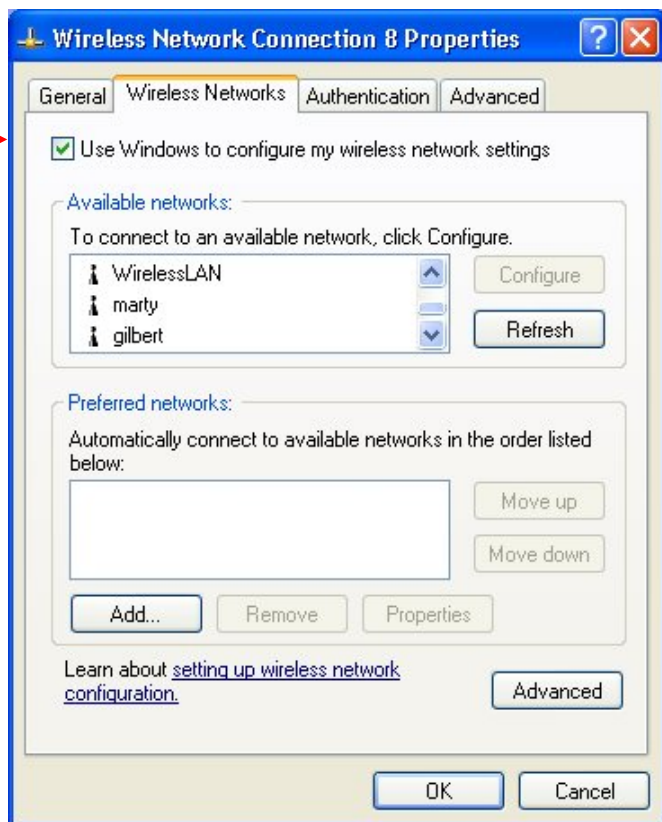 Wireless Network Connection 8 Properties
General Wireless Networks Authentication Advanced
Use Windows to configure my wireless network settings
Available networks:
To connect to an available network, click Configure.
WirelessLAN
marty
gilbert
Configure
Refresh
Preferred networks:
Automatically connect to available networks in the order listed
below:
Move up
Move down
Add... Remove Properties
Learn about setting up wireless network
configuration.
Advanced
OK Cancel